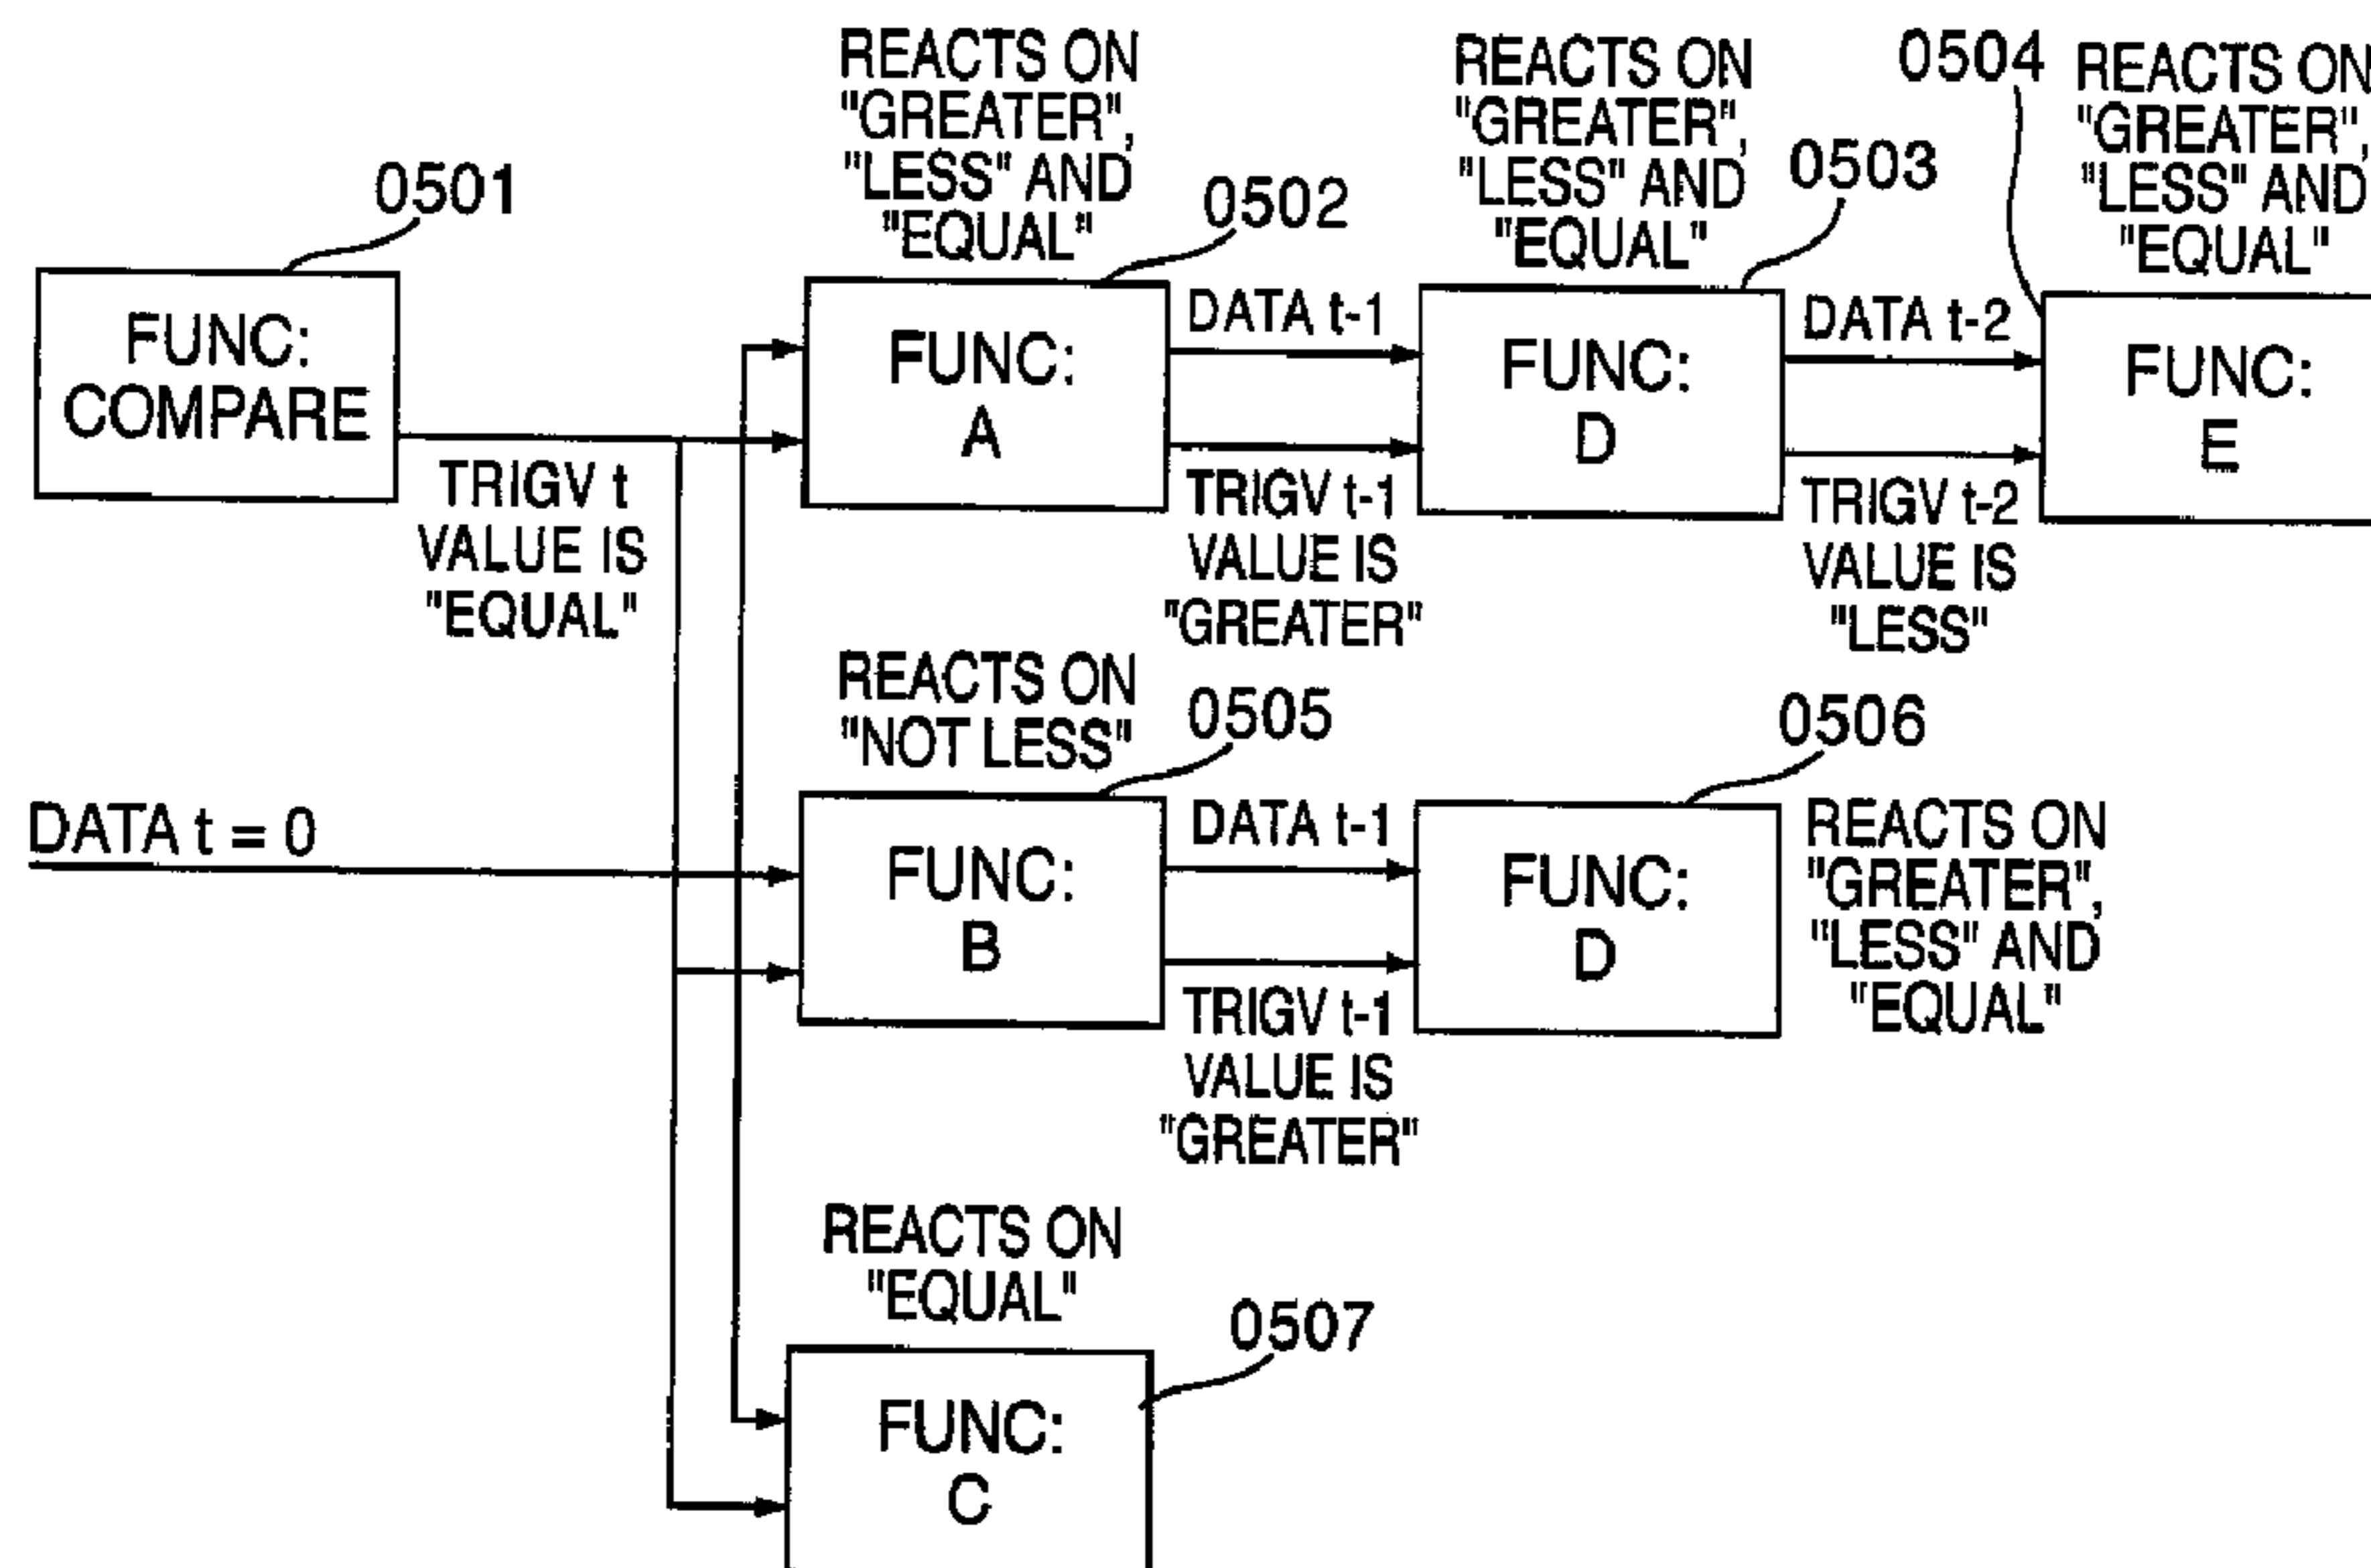 REACTS ON
"GREATER",
"LESS" AND
"EQUAL"
REACTS ON
"GREATER",
"LESS" AND
"EQUAL"
0504
REACTS ON
"GREATER",
"LESS" AND
"EQUAL"
0501
0502
0503
FUNC:
COMPARE
FUNC:
A
DATA t-1
FUNC:
D
DATA t-2
FUNC:
E
TRIGV t
VALUE IS
"EQUAL"
TRIGV t-1
VALUE IS
"GREATER"
TRIGV t-2
VALUE IS
"LESS"
REACTS ON
"NOT LESS"
0505
0506
DATA t = 0
FUNC:
B
DATA t-1
FUNC:
D
REACTS ON
"GREATER",
"LESS" AND
"EQUAL"
TRIGV t-1
VALUE IS
"GREATER"
REACTS ON
"EQUAL"
0507
FUNC:
C